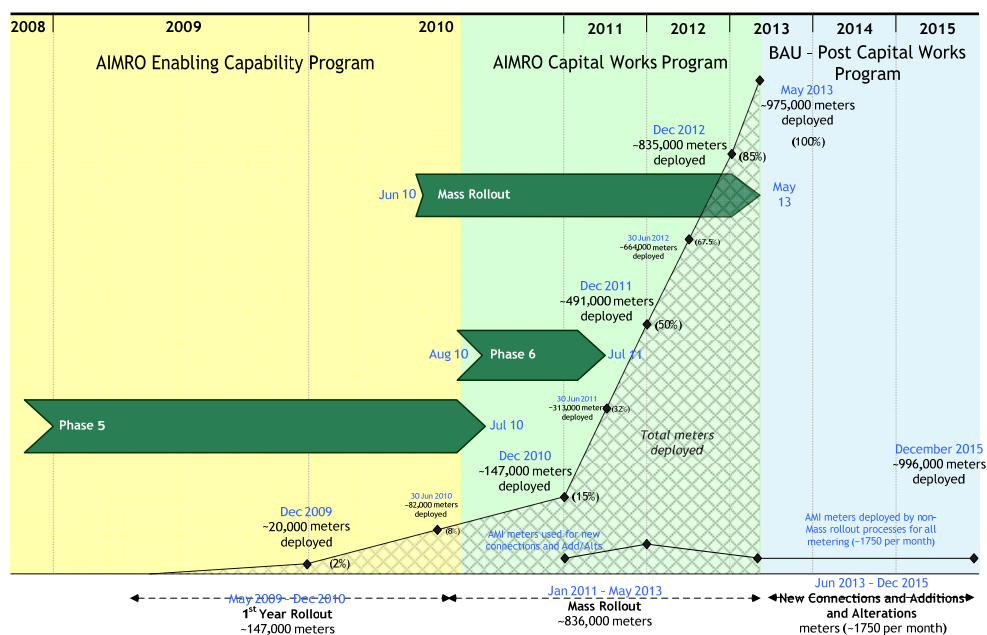 2008
2009
2010
2011
2012
2013
2014
2015
AIMRO Enabling Capability Program
AIMRO Capital Works Program
BAU – Post Capital Works
Program
May 2013
~975,000 meters
deployed
(100%)
Dec 2012
~835,000 meters
deployed
(85%)
Jun 10
Mass Rollout
May
13
30 Jun 2012
~664,000 meters
deployed
(67.5%)
Dec 2011
~491,000 meters
deployed
(50%)
Aug 10
Phase 6
Jul 11
30 Jun 2011
~313,000 meters
deployed
(32%)
Phase 5
Jul 10
Total meters
deployed
Dec 2010
~147,000 meters
deployed
(15%)
December 2015
~996,000 meters
deployed
30 Jun 2010
~82,000 meters
deployed
(8%)
Dec 2009
~20,000 meters
deployed
(2%)
AMI meters used for new
connections and Add/Alts
AMI meters deployed by non-
Mass rollout processes for all
metering (~1750 per month)
May 2009 – Dec 2010
1st Year Rollout
~147,000 meters
Jan 2011 – May 2013
Mass Rollout
~836,000 meters
Jun 2013 – Dec 2015
New Connections and Additions
and Alterations
meters (~1750 per month)